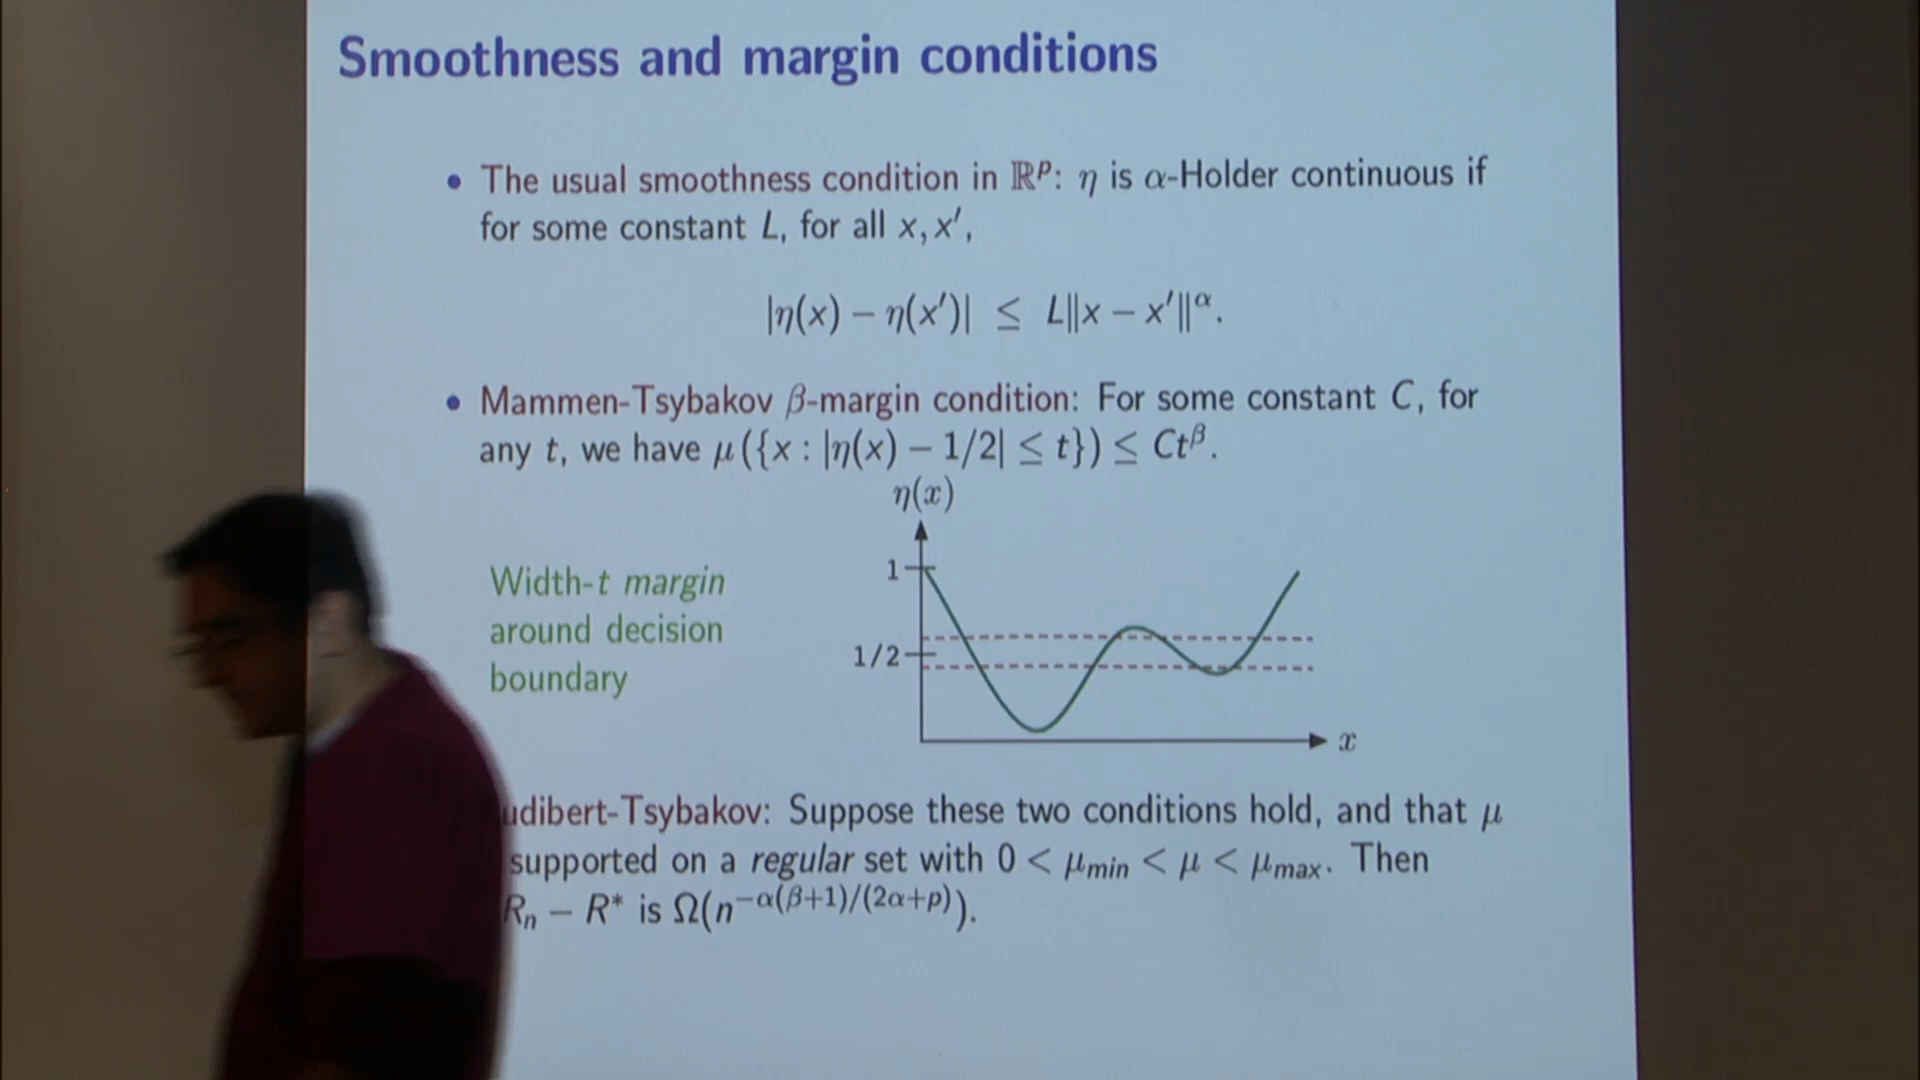 Smoothness and margin conditions
• The usual smoothness condition in ℝᵖ: η is α-Holder continuous if
for some constant L, for all x, x′,
|η(x) − η(x′)| ≤ L‖x − x′‖^α.
• Mammen-Tsybakov β-margin condition: For some constant C, for
any t, we have μ({x : |η(x) − 1/2| ≤ t}) ≤ Ct^β.
η(x)
1
1/2
x
Width-t margin
around decision
boundary
udibert-Tsybakov: Suppose these two conditions hold, and that μ
supported on a regular set with 0 < μ_min < μ < μ_max. Then
R_n − R* is Ω(n^{−α(β+1)/(2α+p)}).